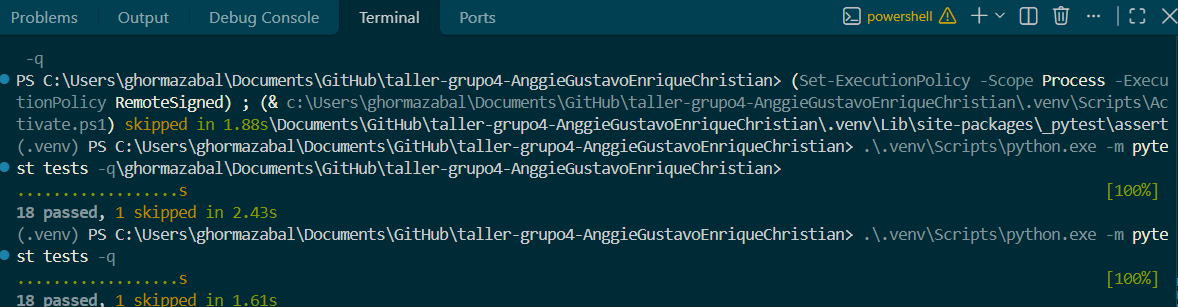 Problems Output Debug Console Terminal Ports powershell
-q
PS C:\Users\ghormazabal\Documents\GitHub\taller-grupo4-AnggieGustavoEnriqueChristian> (Set-ExecutionPolicy -Scope Process -Execu
tionPolicy RemoteSigned) ; (& c:\Users\ghormazabal\Documents\GitHub\taller-grupo4-AnggieGustavoEnriqueChristian\.venv\Scripts\Ac
tivate.ps1) skipped in 1.88s\Documents\GitHub\taller-grupo4-AnggieGustavoEnriqueChristian\.venv\Lib\site-packages\_pytest\assert
(.venv) PS C:\Users\ghormazabal\Documents\GitHub\taller-grupo4-AnggieGustavoEnriqueChristian> .\.venv\Scripts\python.exe -m pyte
st tests -q\ghormazabal\Documents\GitHub\taller-grupo4-AnggieGustavoEnriqueChristian>
..................s [100%]
18 passed, 1 skipped in 2.43s
(.venv) PS C:\Users\ghormazabal\Documents\GitHub\taller-grupo4-AnggieGustavoEnriqueChristian> .\.venv\Scripts\python.exe -m pyte
st tests -q
..................s [100%]
18 passed, 1 skipped in 1.61s